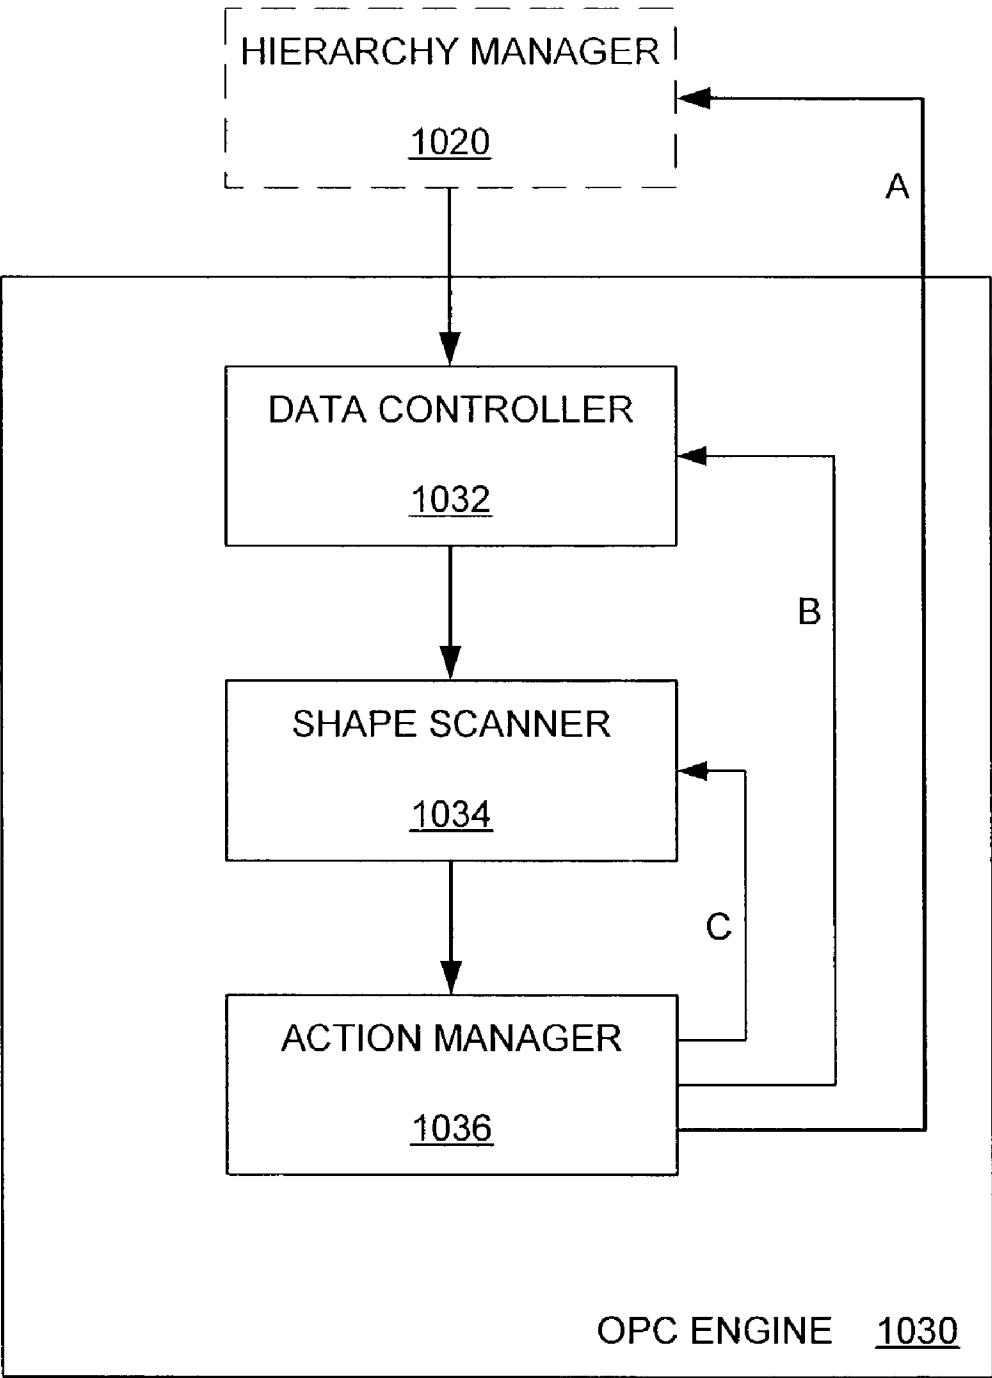 HIERARCHY MANAGER
1020
A
DATA CONTROLLER
1032
B
SHAPE SCANNER
1034
C
ACTION MANAGER
1036
OPC ENGINE 1030